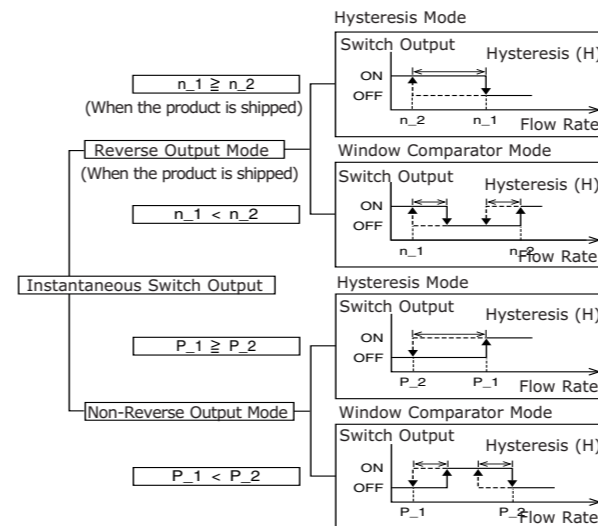 Hysteresis Mode
Switch Output
Hysteresis (H)
n_1 ≧ n_2
ON
(When the product is shipped)
OFF
n_2
n_1
Flow Rate
Reverse Output Mode
Window Comparator Mode
(When the product is shipped)
Switch Output
Hysteresis (H)
n_1 < n_2
ON
OFF
n_1
n_2
Flow Rate
Instantaneous Switch Output
Hysteresis Mode
Switch Output
Hysteresis (H)
P_1 ≧ P_2
ON
OFF
P_2
P_1
Flow Rate
Non-Reverse Output Mode
Window Comparator Mode
Switch Output
Hysteresis (H)
P_1 < P_2
ON
OFF
P_1
P_2
Flow Rate